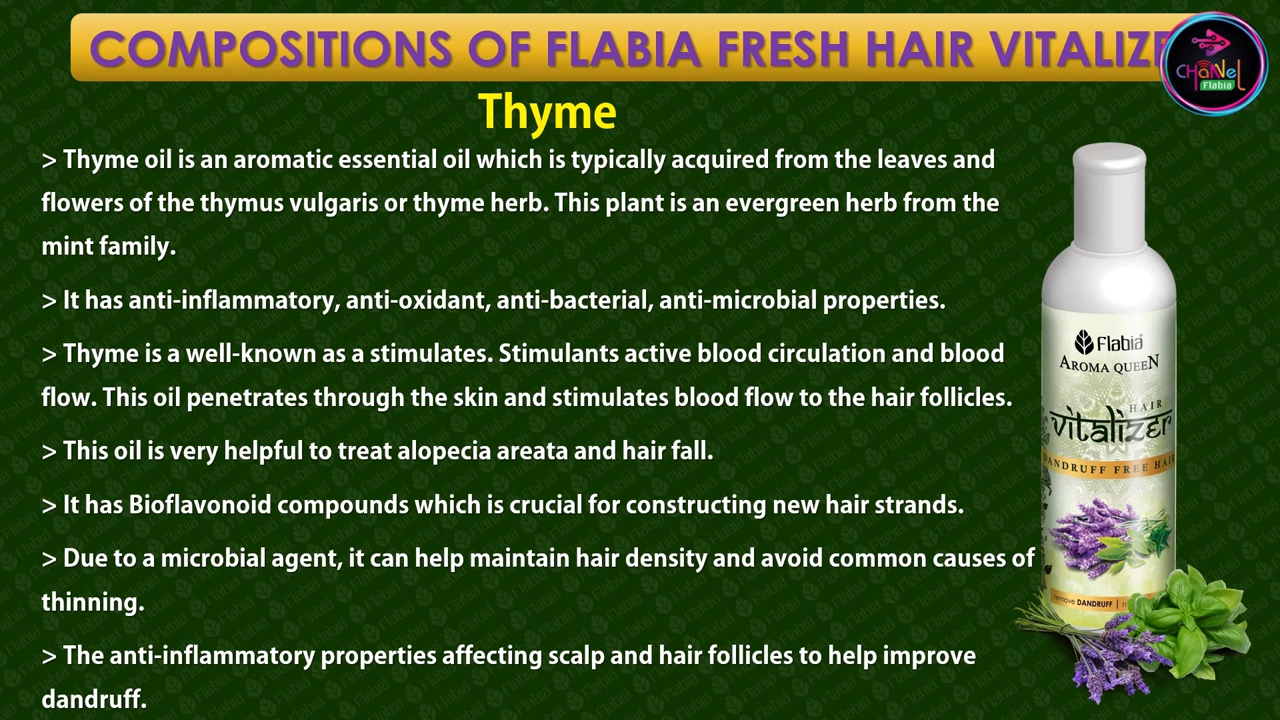 COMPOSITIONS OF FLABIA FRESH HAIR VITALIZE
CHaNNel
Flabia
Thyme
> Thyme oil is an aromatic essential oil which is typically acquired from the leaves and
flowers of the thymus vulgaris or thyme herb. This plant is an evergreen herb from the
mint family.
> It has anti-inflammatory, anti-oxidant, anti-bacterial, anti-microbial properties.
> Thyme is a well-known as a stimulates. Stimulants active blood circulation and blood
flow. This oil penetrates through the skin and stimulates blood flow to the hair follicles.
> This oil is very helpful to treat alopecia areata and hair fall.
> It has Bioflavonoid compounds which is crucial for constructing new hair strands.
> Due to a microbial agent, it can help maintain hair density and avoid common causes of
thinning.
> The anti-inflammatory properties affecting scalp and hair follicles to help improve
dandruff.
Flabia
AROMA QUEEN
HAIR
vitalizer
DANDRUFF FREE HAIR
remove DANDRUFF |